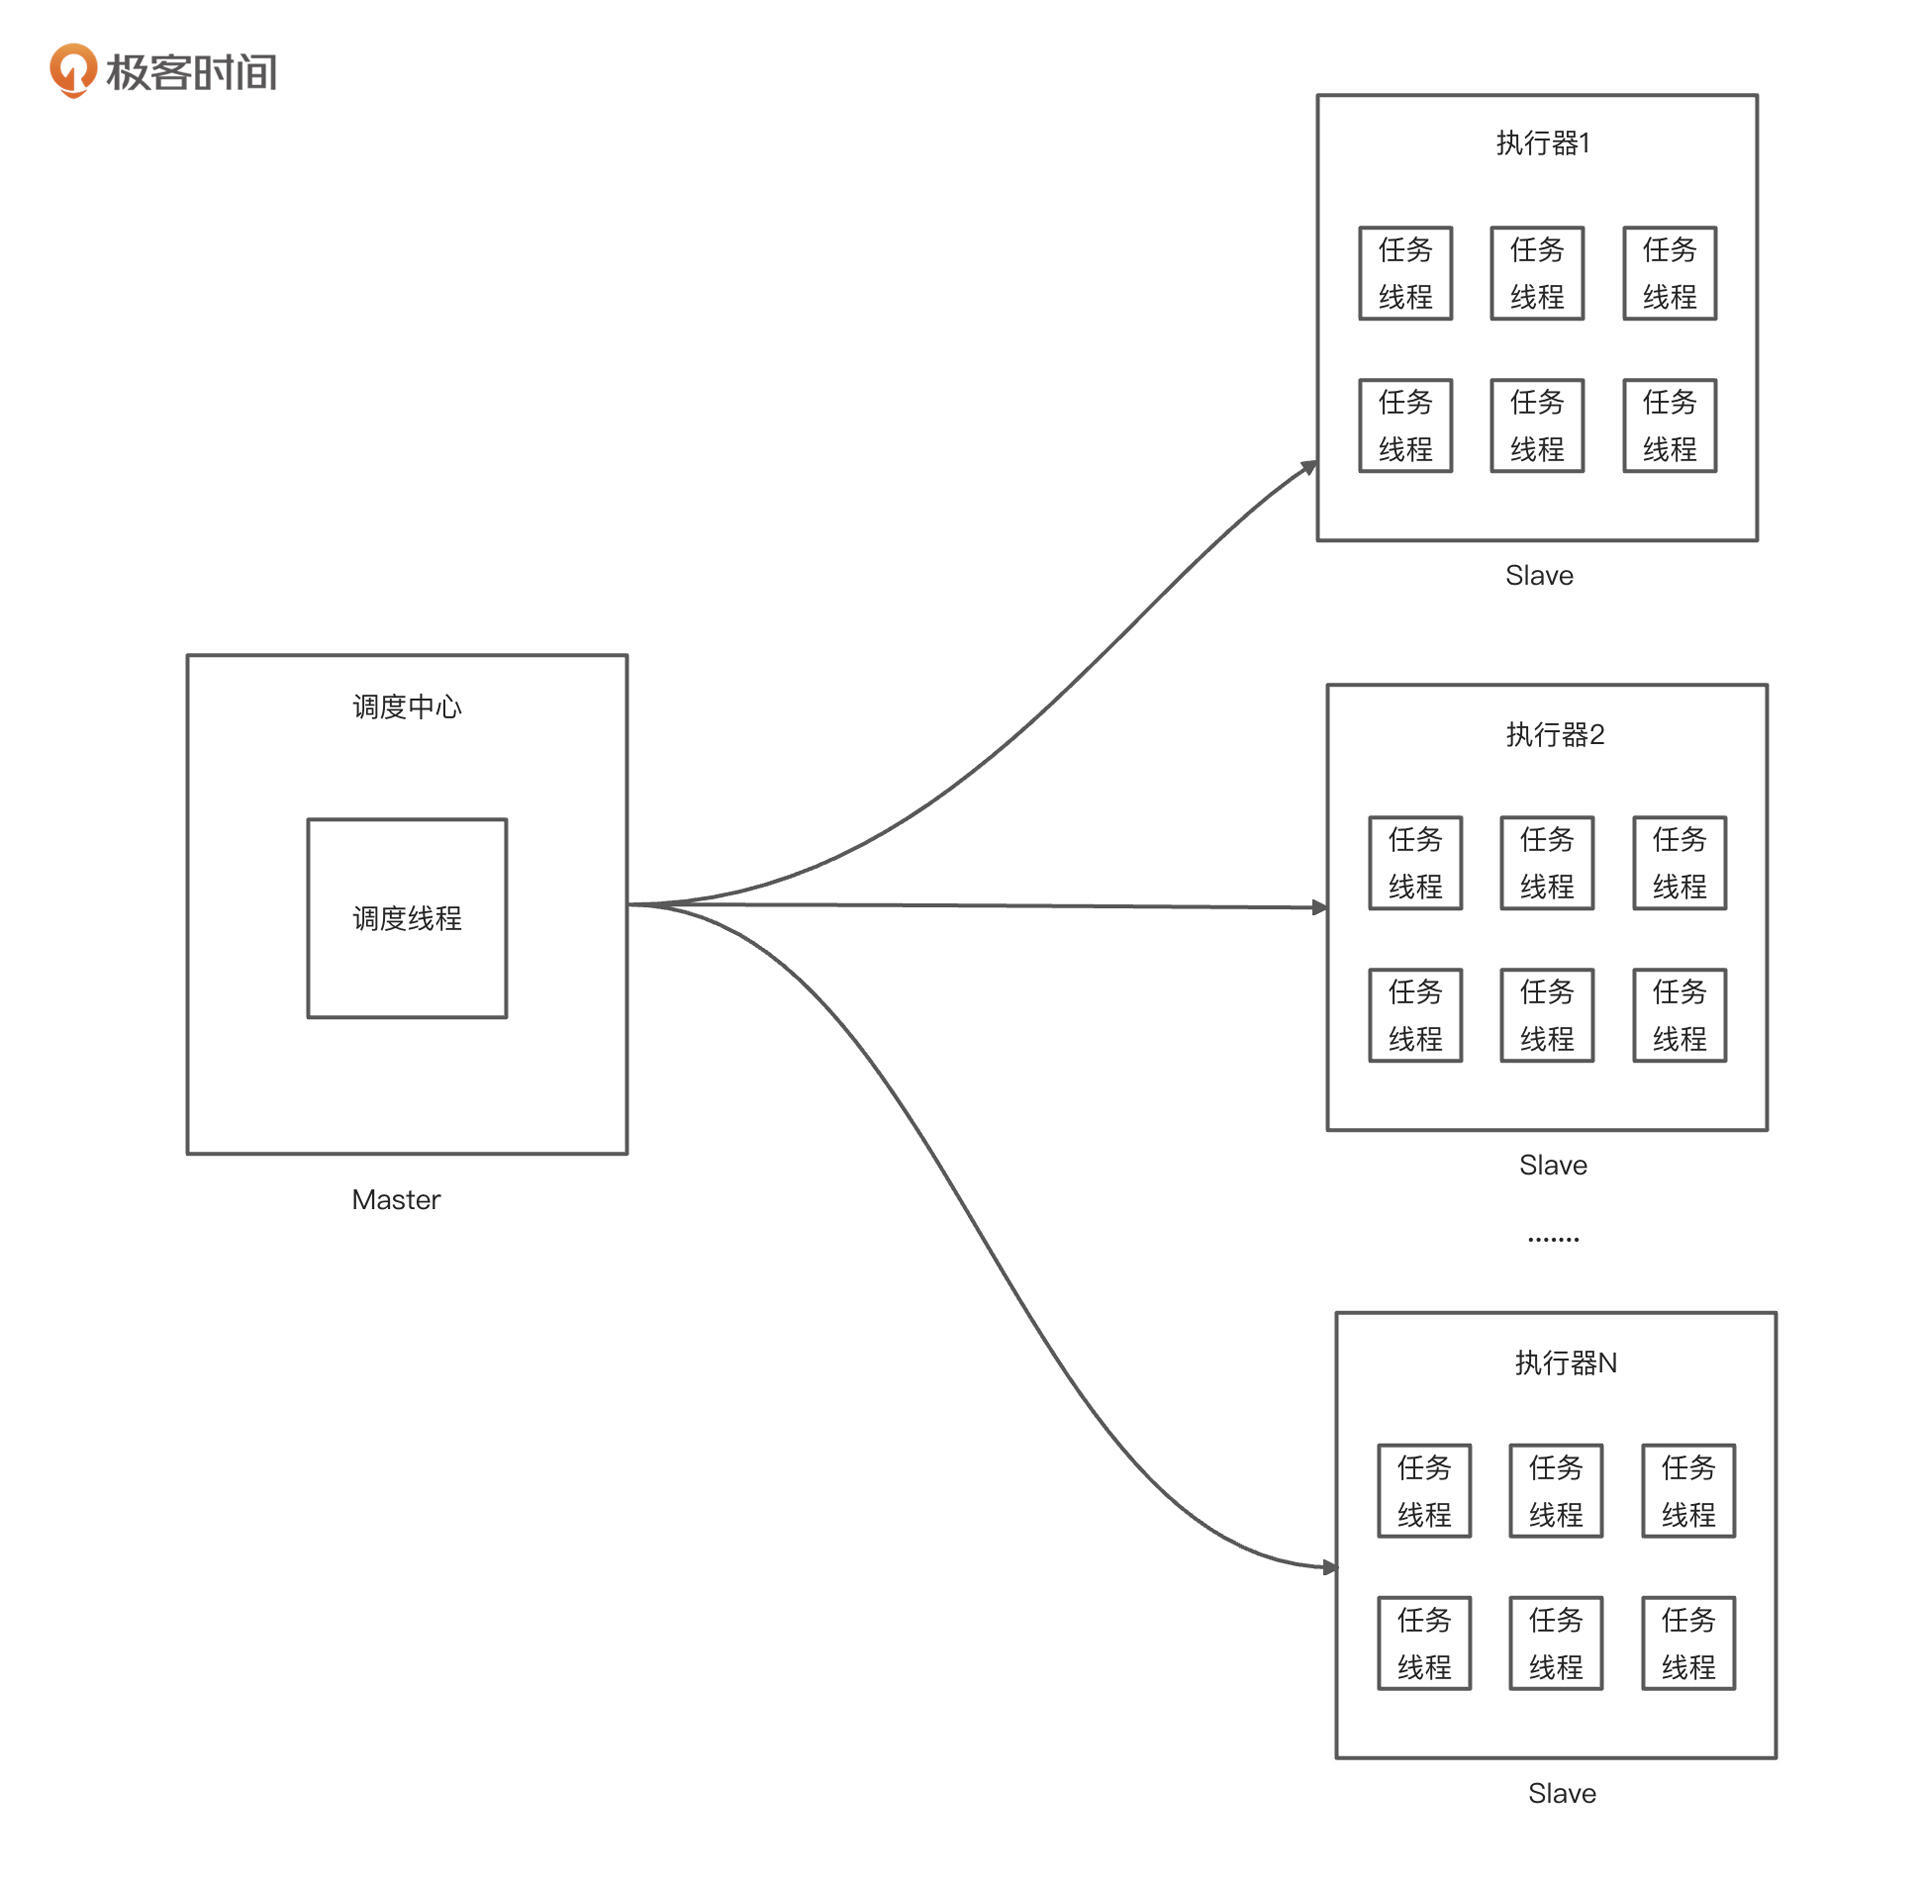 极客时间
执行器1
任务 任务 任务
线程 线程 线程
任务 任务 任务
线程 线程 线程
Slave
调度中心
调度线程
Master
执行器2
任务 任务 任务
线程 线程 线程
任务 任务 任务
线程 线程 线程
Slave
.......
执行器N
任务 任务 任务
线程 线程 线程
任务 任务 任务
线程 线程 线程
Slave